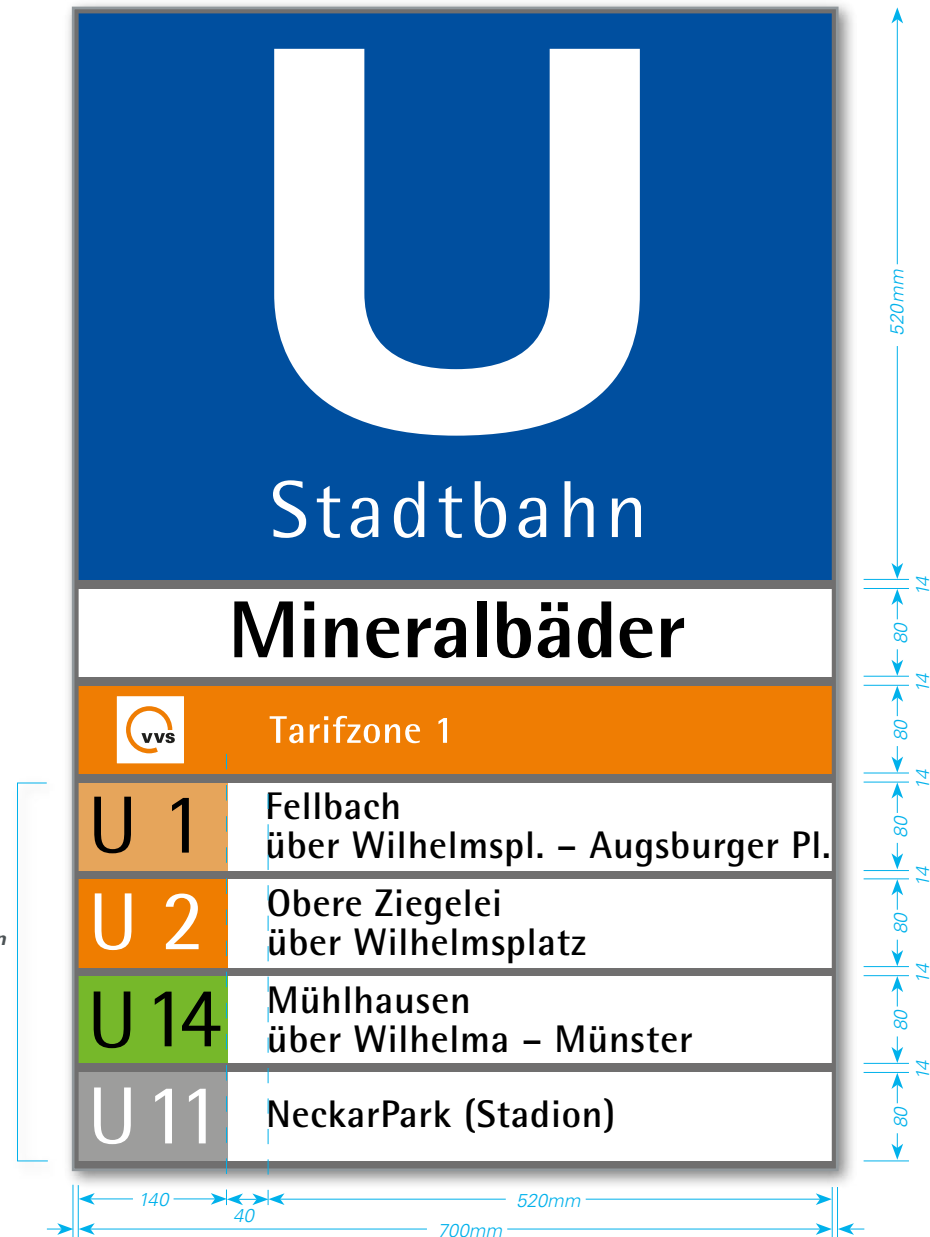 U
Stadtbahn
520mm
14
Mineralbäder
80
14
vvs
Tarifzone 1
80
14
U 1
Fellbach
über Wilhelmspl. – Augsburger Pl.
80
14
U 2
Obere Ziegelei
über Wilhelmsplatz
80
n
14
U 14
Mühlhausen
über Wilhelma – Münster
80
14
U 11
NeckarPark (Stadion)
80
140
40
520mm
700mm